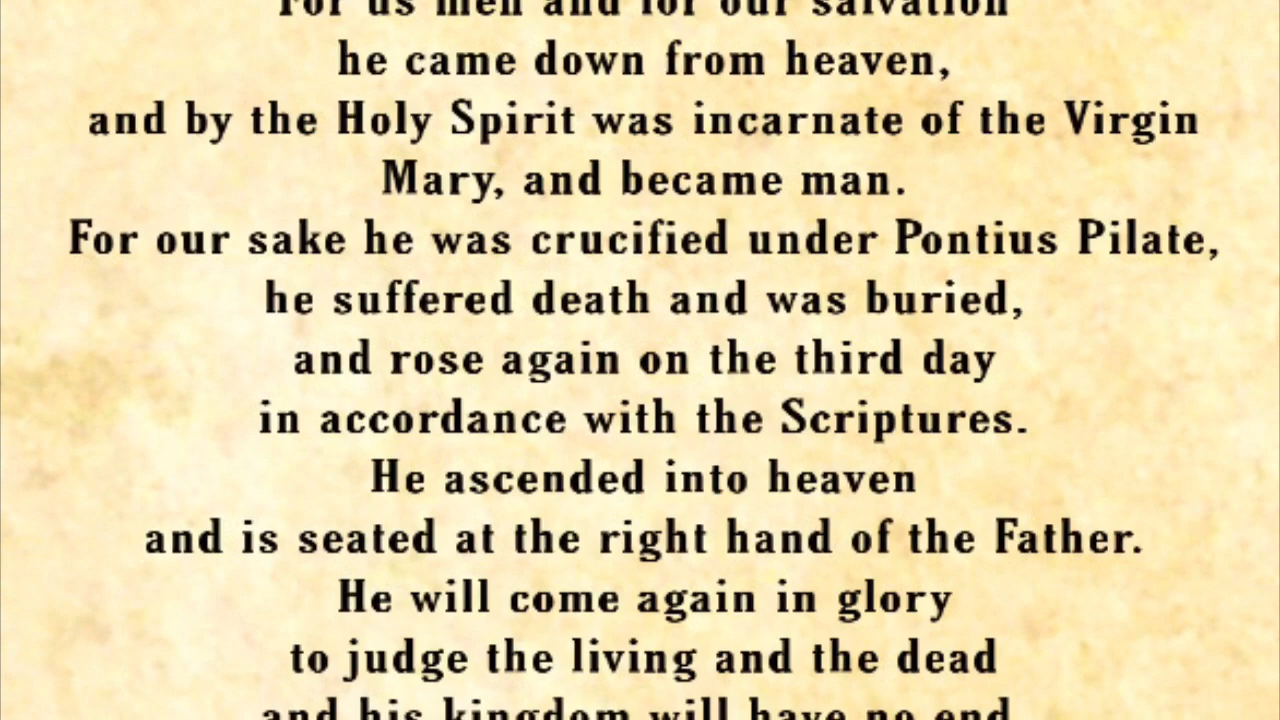 For us men and for our salvation
he came down from heaven,
and by the Holy Spirit was incarnate of the Virgin
Mary, and became man.
For our sake he was crucified under Pontius Pilate,
he suffered death and was buried,
and rose again on the third day
in accordance with the Scriptures.
He ascended into heaven
and is seated at the right hand of the Father.
He will come again in glory
to judge the living and the dead
and his kingdom will have no end